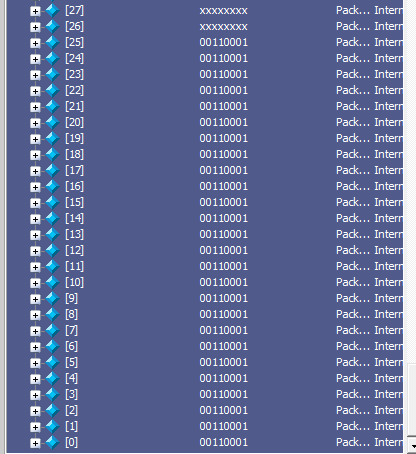 [27] xxxxxxxx Pack... Intern
[26] xxxxxxxx Pack... Intern
[25] 00110001 Pack... Intern
[24] 00110001 Pack... Intern
[23] 00110001 Pack... Intern
[22] 00110001 Pack... Intern
[21] 00110001 Pack... Intern
[20] 00110001 Pack... Intern
[19] 00110001 Pack... Intern
[18] 00110001 Pack... Intern
[17] 00110001 Pack... Intern
[16] 00110001 Pack... Intern
[15] 00110001 Pack... Intern
[14] 00110001 Pack... Intern
[13] 00110001 Pack... Intern
[12] 00110001 Pack... Intern
[11] 00110001 Pack... Intern
[10] 00110001 Pack... Intern
[9] 00110001 Pack... Intern
[8] 00110001 Pack... Intern
[7] 00110001 Pack... Intern
[6] 00110001 Pack... Intern
[5] 00110001 Pack... Intern
[4] 00110001 Pack... Intern
[3] 00110001 Pack... Intern
[2] 00110001 Pack... Intern
[1] 00110001 Pack... Intern
[0] 00110001 Pack... Intern